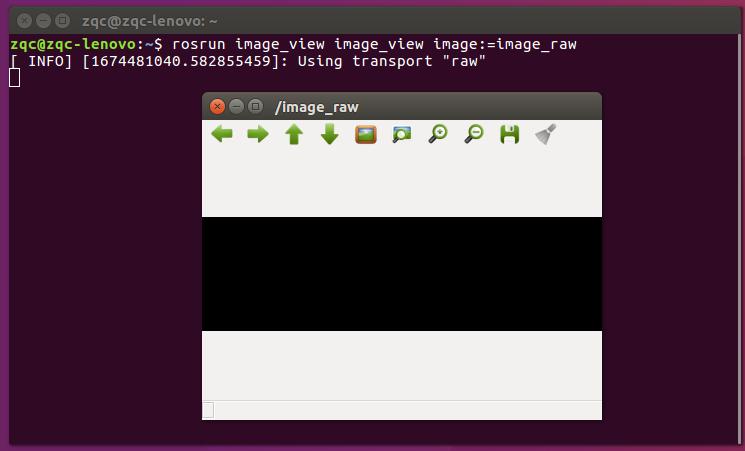 zqc@zqc-lenovo: ~
zqc@zqc-lenovo:~$ rosrun image_view image_view image:=image_raw
[ INFO] [1674481040.582855459]: Using transport "raw"
/image_raw